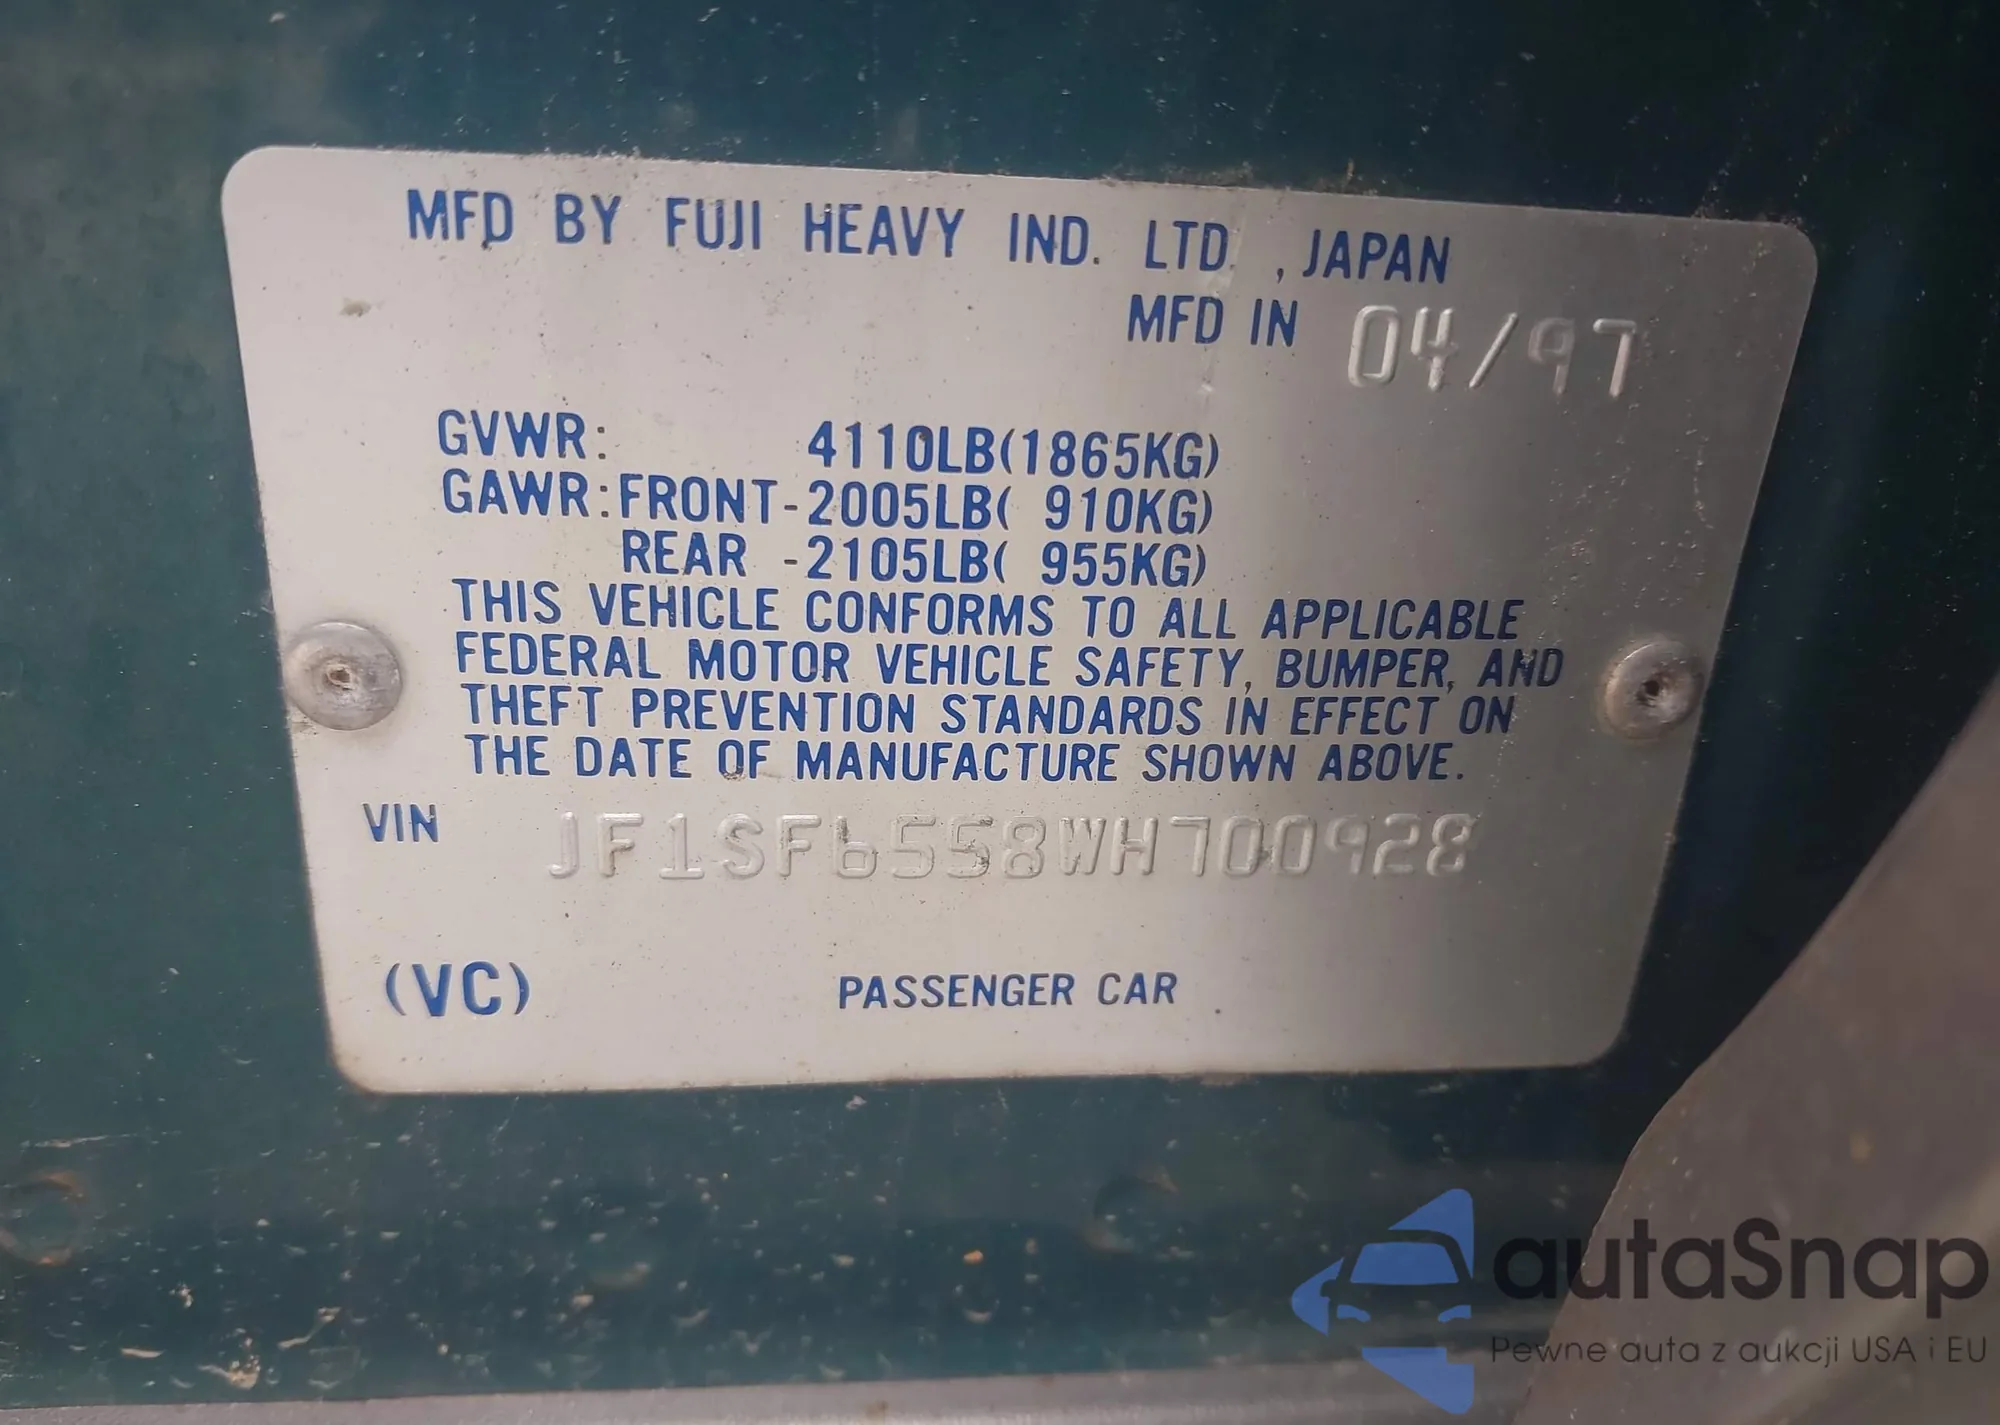 MFD BY FUJI HEAVY IND. LTD. , JAPAN
MFD IN 04/97
GVWR: 4110LB(1865KG)
GAWR:FRONT-2005LB( 910KG)
REAR -2105LB( 955KG)
THIS VEHICLE CONFORMS TO ALL APPLICABLE
FEDERAL MOTOR VEHICLE SAFETY, BUMPER, AND
THEFT PREVENTION STANDARDS IN EFFECT ON
THE DATE OF MANUFACTURE SHOWN ABOVE.
VIN JF1SF6558WH700928
(VC) PASSENGER CAR
autaSnap
Pewne auta z aukcji USA i EU